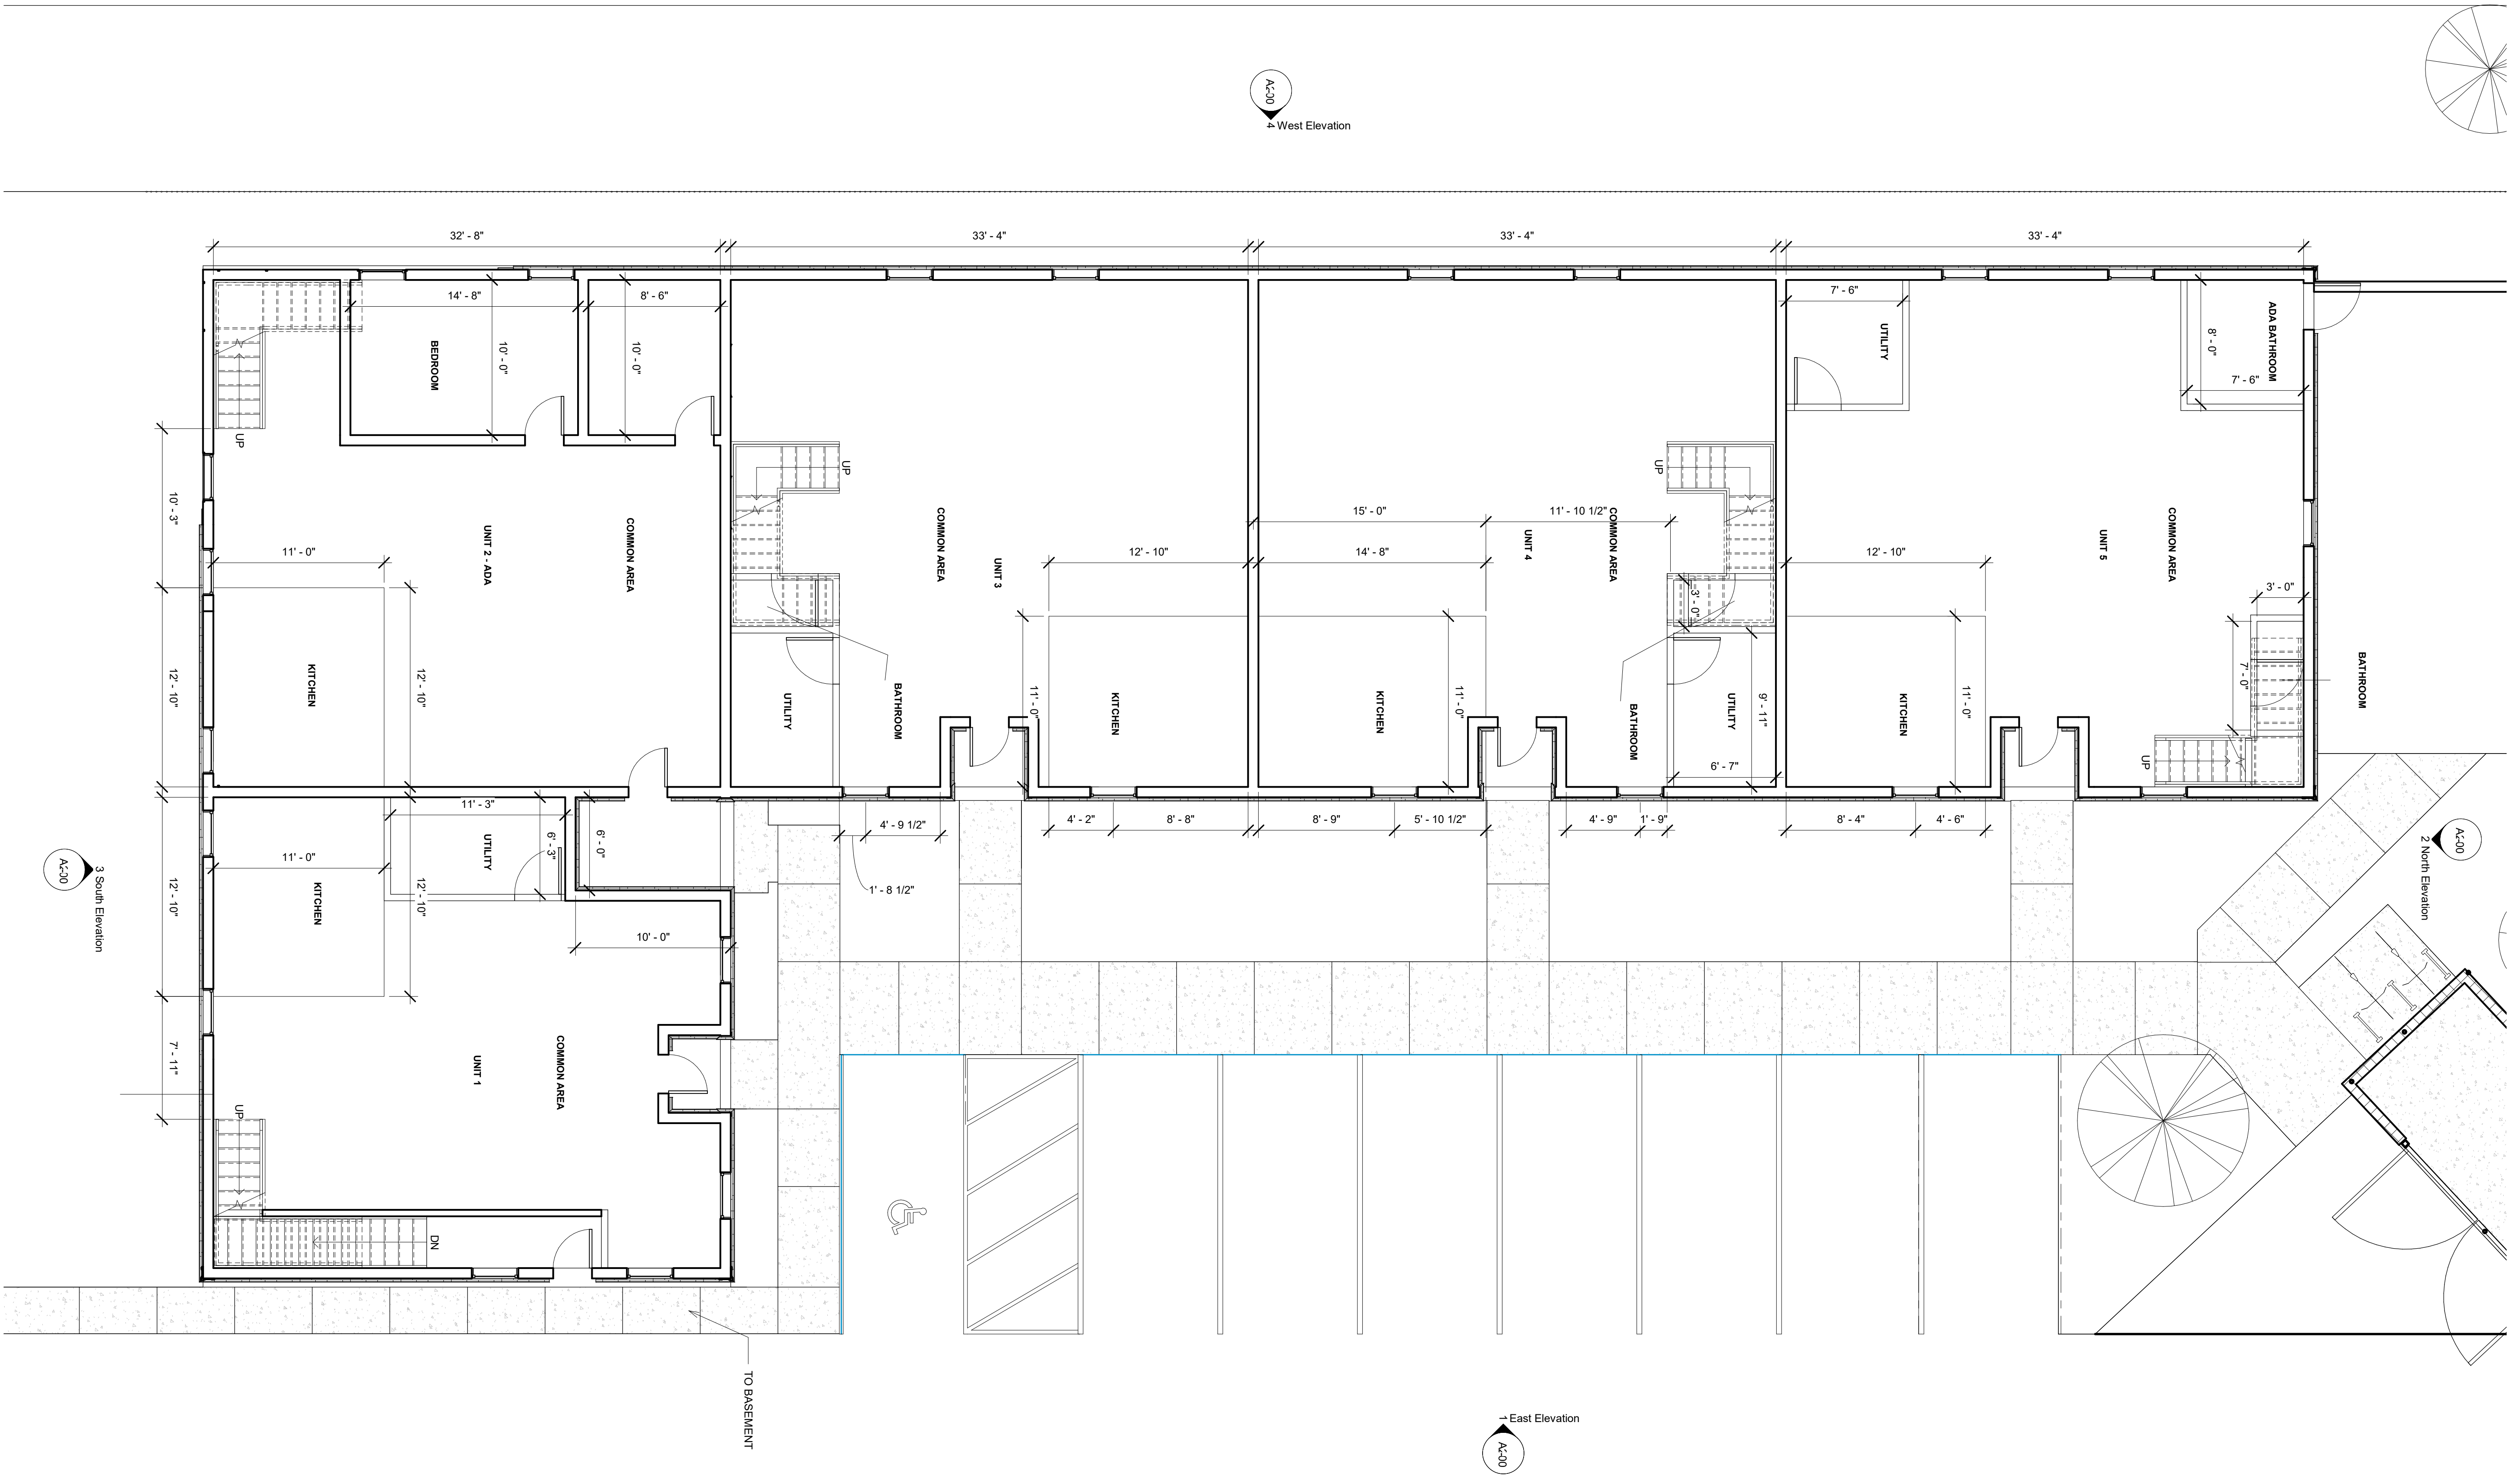 A200
4 West Elevation
32' - 8"
33' - 4"
33' - 4"
33' - 4"
14' - 8"
8' - 6"
7' - 6"
BEDROOM
10' - 0"
10' - 0"
UTILITY
8' - 0"
ADA BATHROOM
7' - 6"
UP
UP
UP
10' - 3"
UNIT 2 - ADA
COMMON AREA
COMMON AREA
UNIT 3
15' - 0"
11' - 10 1/2"
UNIT 4
COMMON AREA
UNIT 5
COMMON AREA
11' - 0"
12' - 10"
14' - 8"
12' - 10"
3' - 0"
3' - 0"
12' - 10"
KITCHEN
12' - 10"
UTILITY
BATHROOM
11' - 0"
KITCHEN
KITCHEN
11' - 0"
BATHROOM
UTILITY
9' - 11"
KITCHEN
11' - 0"
7' - 0"
BATHROOM
6' - 7"
UP
11' - 3"
4' - 9 1/2"
4' - 2"
8' - 8"
8' - 9"
5' - 10 1/2"
4' - 9"
1' - 9"
8' - 4"
4' - 6"
UTILITY
6' - 3"
6' - 0"
11' - 0"
1' - 8 1/2"
A200
3 South Elevation
12' - 10"
KITCHEN
12' - 10"
A200
2 North Elevation
10' - 0"
7' - 11"
UNIT 1
COMMON AREA
UP
DN
TO BASEMENT
1 East Elevation
A200